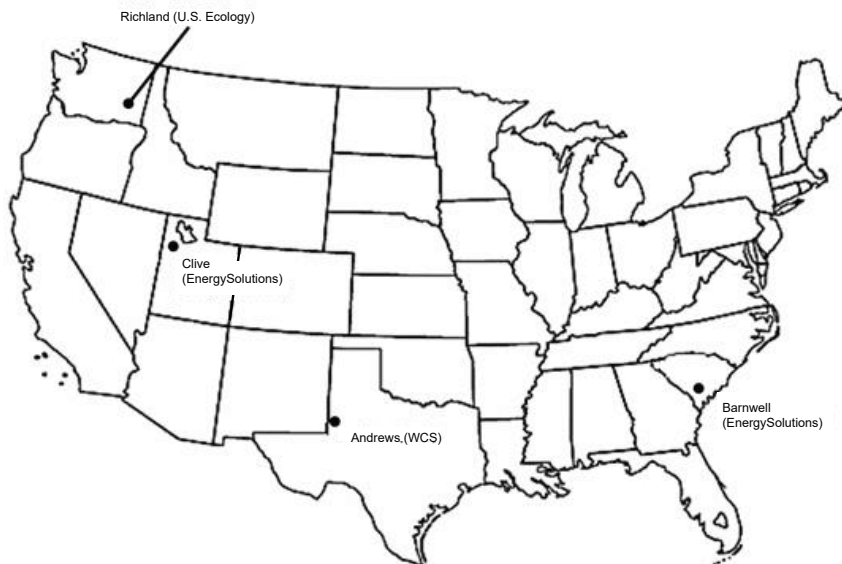 Richland (U.S. Ecology)
Clive
(EnergySolutions)
Andrews,(WCS)
Barnwell
(EnergySolutions)